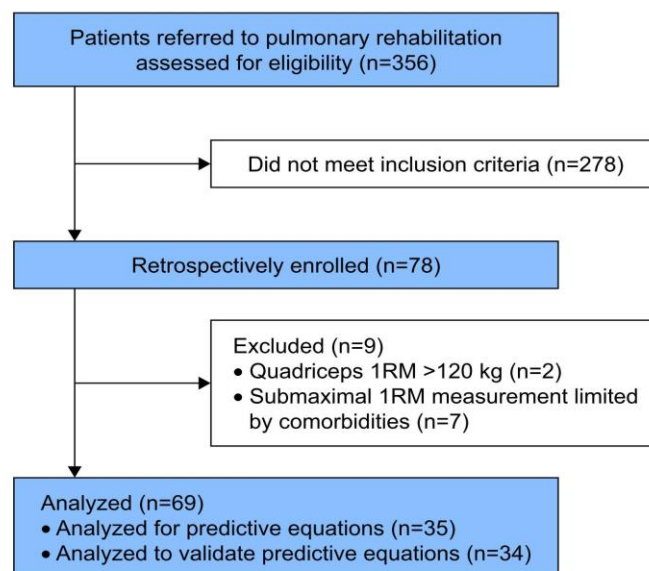 Patients referred to pulmonary rehabilitation
assessed for eligibility (n=356)
Did not meet inclusion criteria (n=278)
Retrospectively enrolled (n=78)
Excluded (n=9)
• Quadriceps 1RM >120 kg (n=2)
• Submaximal 1RM measurement limited
by comorbidities (n=7)
Analyzed (n=69)
• Analyzed for predictive equations (n=35)
• Analyzed to validate predictive equations (n=34)